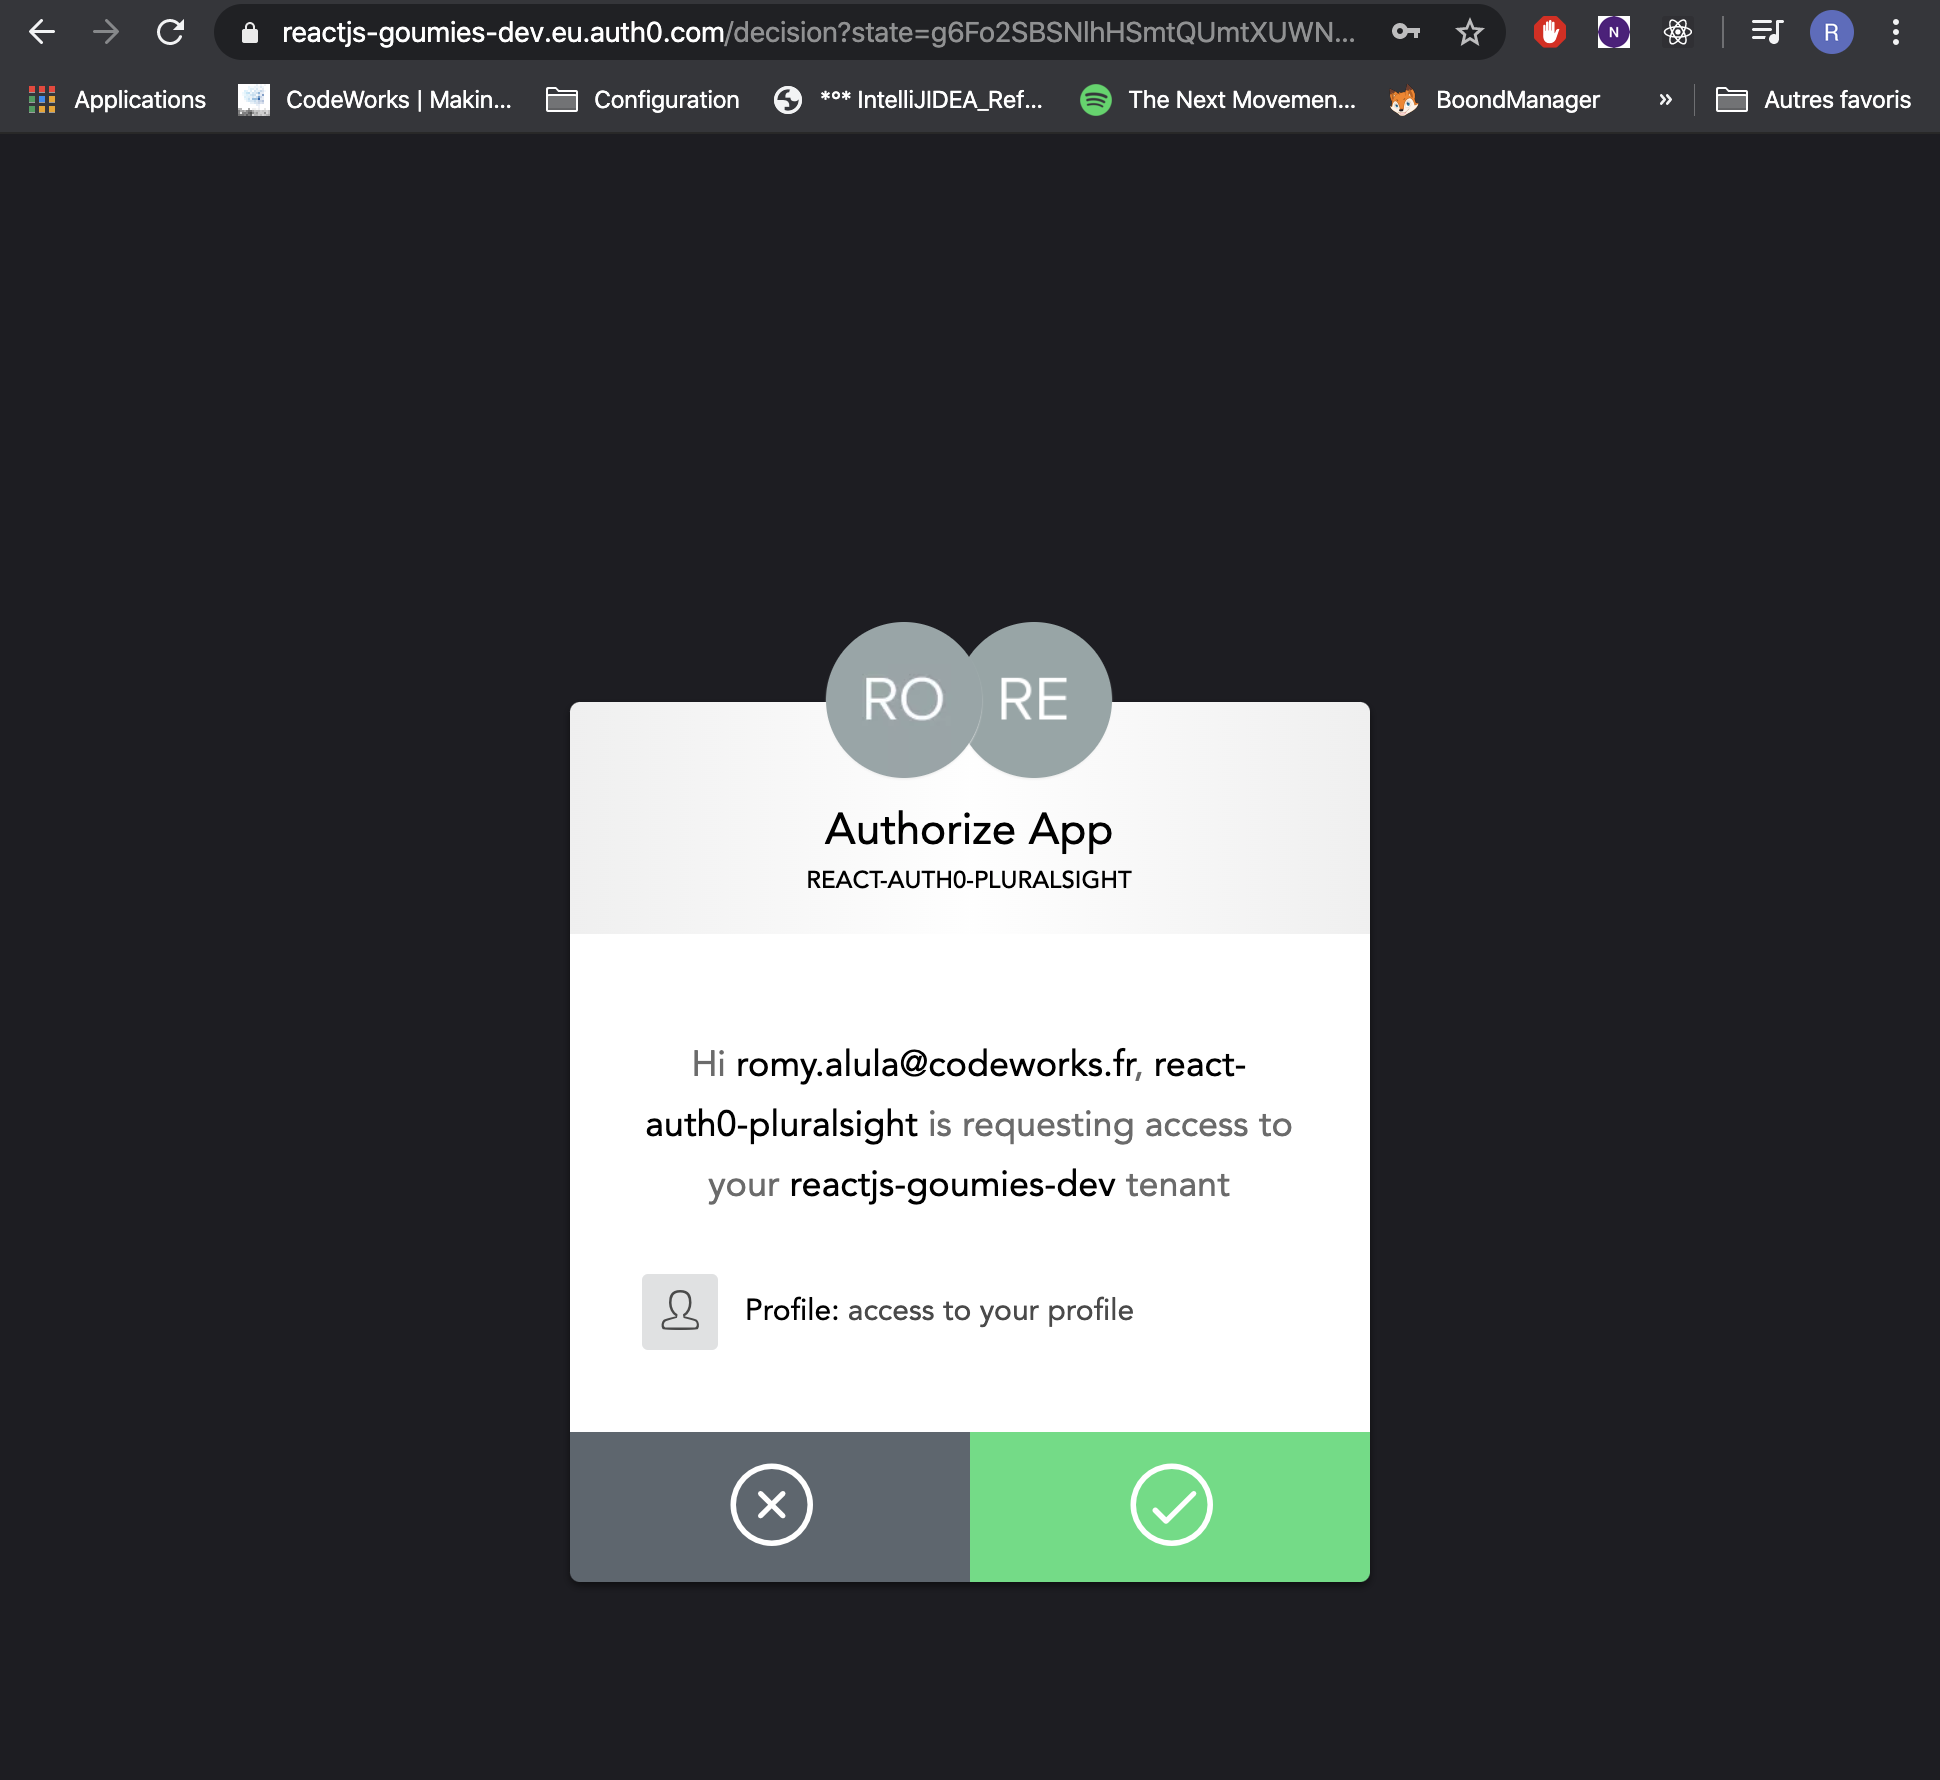 reactjs-goumies-dev.eu.auth0.com/decision?state=g6Fo2SBSNlhHSmtQUmtXUWN...
N
R
Applications
CodeWorks | Makin...
Configuration
*°* IntelliJIDEA_Ref...
The Next Movemen...
BoondManager
»
Autres favoris
RO RE
Authorize App
REACT-AUTH0-PLURALSIGHT
Hi romy.alula@codeworks.fr, react-
auth0-pluralsight is requesting access to
your reactjs-goumies-dev tenant
Profile: access to your profile